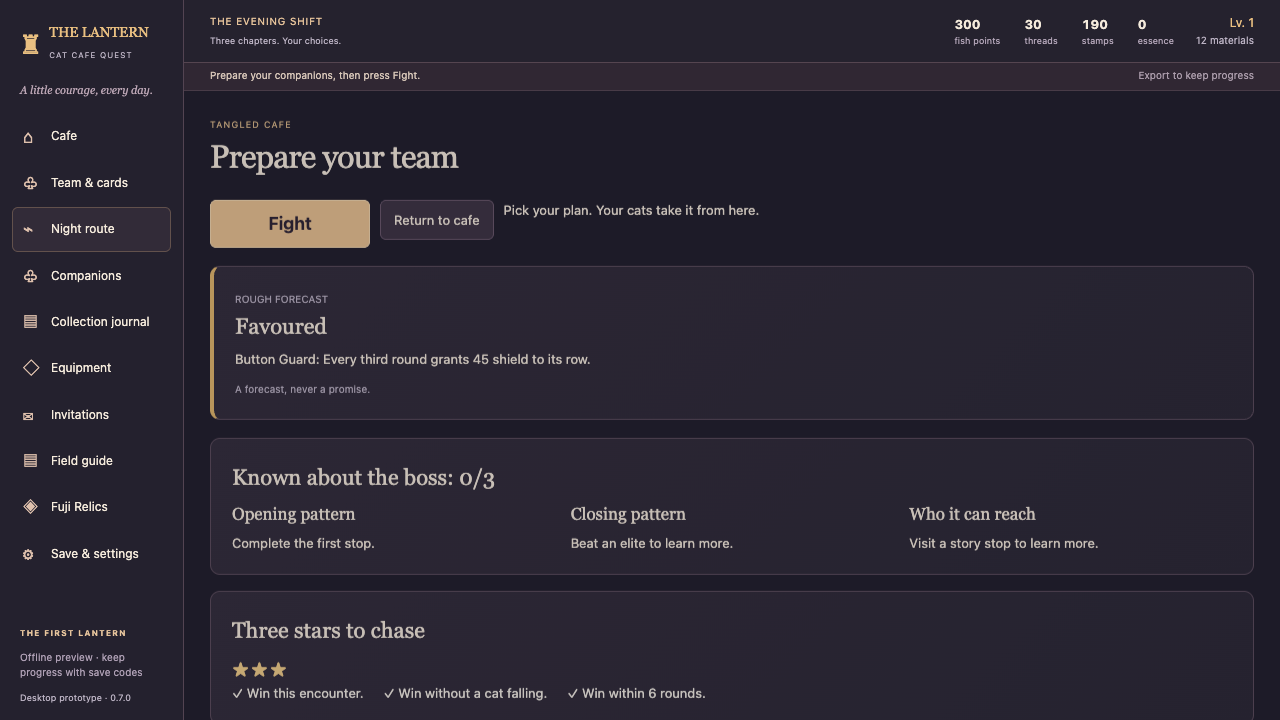 THE LANTERN
CAT CAFE QUEST
A little courage, every day.
Cafe
Team & cards
Night route
Companions
Collection journal
Equipment
Invitations
Field guide
Fuji Relics
Save & settings
THE FIRST LANTERN
Offline preview · keep
progress with save codes
Desktop prototype · 0.7.0
THE EVENING SHIFT
Three chapters. Your choices.
300
fish points
30
threads
190
stamps
0
essence
Lv. 1
12 materials
Prepare your companions, then press Fight.
Export to keep progress
TANGLED CAFE
Prepare your team
Fight
Return to cafe
Pick your plan. Your cats take it from here.
ROUGH FORECAST
Favoured
Button Guard: Every third round grants 45 shield to its row.
A forecast, never a promise.
Known about the boss: 0/3
Opening pattern
Complete the first stop.
Closing pattern
Beat an elite to learn more.
Who it can reach
Visit a story stop to learn more.
Three stars to chase
★★★
✓ Win this encounter. ✓ Win without a cat falling. ✓ Win within 6 rounds.